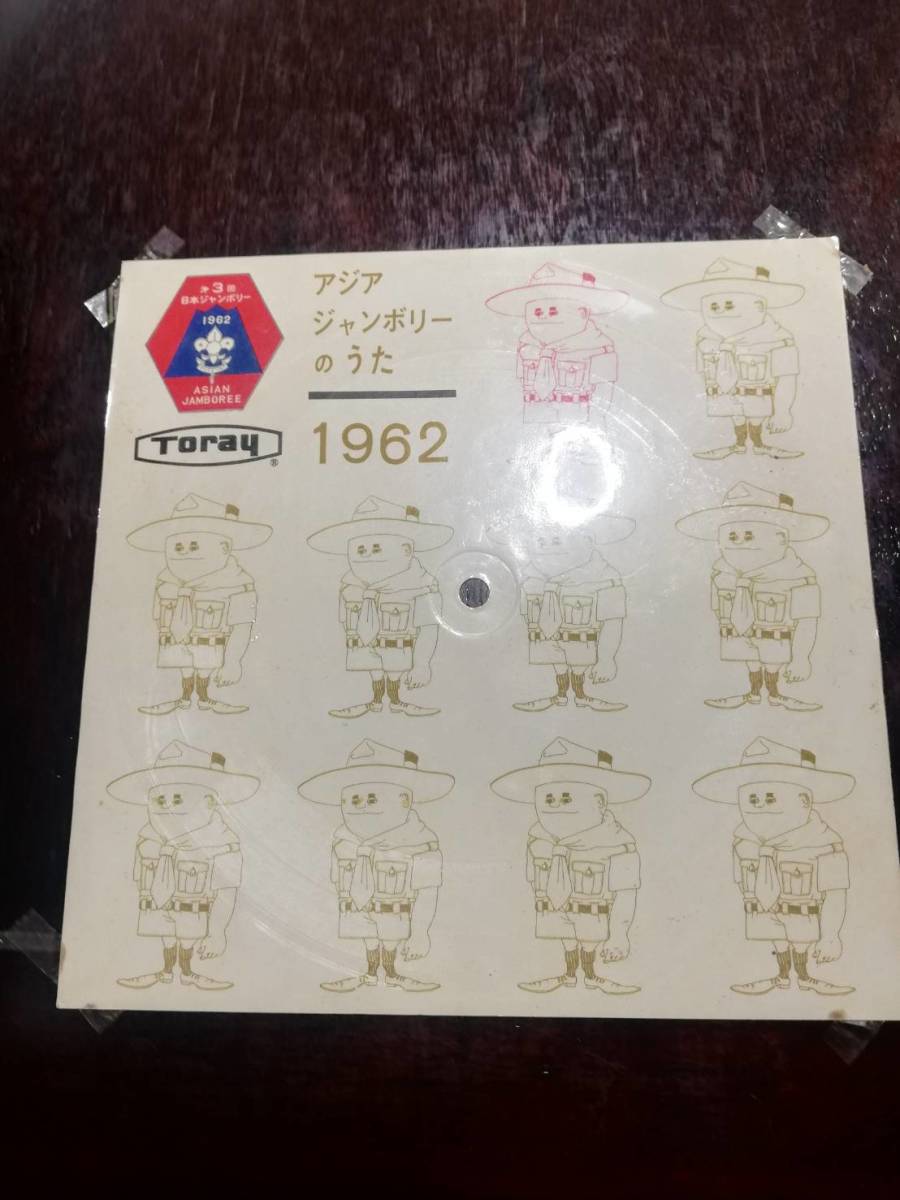 第3回
日本ジャンボリー
1962
ASIAN
JAMBOREE
Toray®
アジア
ジャンボリー
のうた
1962